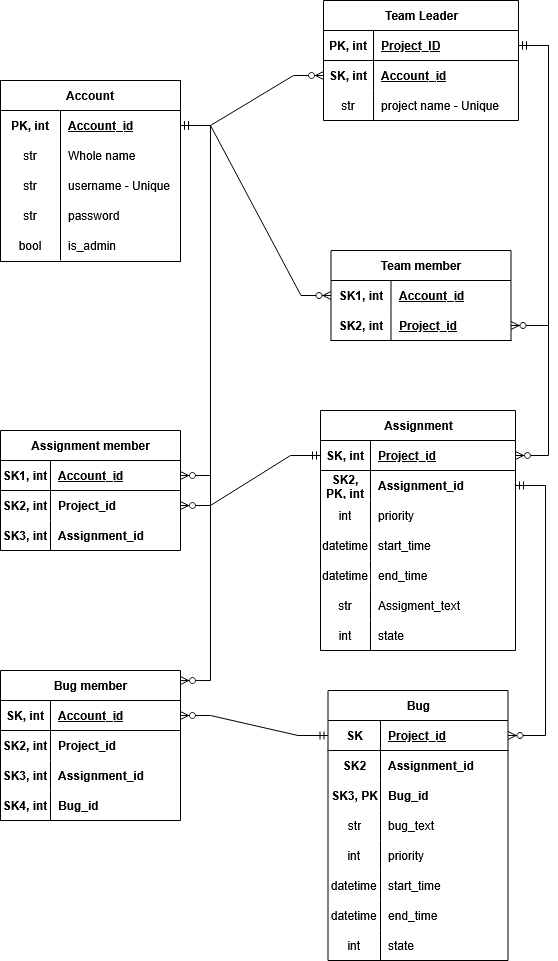 Team Leader
PK, int Project_ID
SK, int Account_id
str project name - Unique
Account
PK, int Account_id
str Whole name
str username - Unique
str password
bool is_admin
Team member
SK1, int Account_id
SK2, int Project_id
Assignment member
SK1, int Account_id
SK2, int Project_id
SK3, int Assignment_id
Assignment
SK, int Project_id
SK2,
PK, int Assignment_id
int priority
datetime start_time
datetime end_time
str Assigment_text
int state
Bug member
SK, int Account_id
SK2, int Project_id
SK3, int Assignment_id
SK4, int Bug_id
Bug
SK Project_id
SK2 Assignment_id
SK3, PK Bug_id
str bug_text
int priority
datetime start_time
datetime end_time
int state